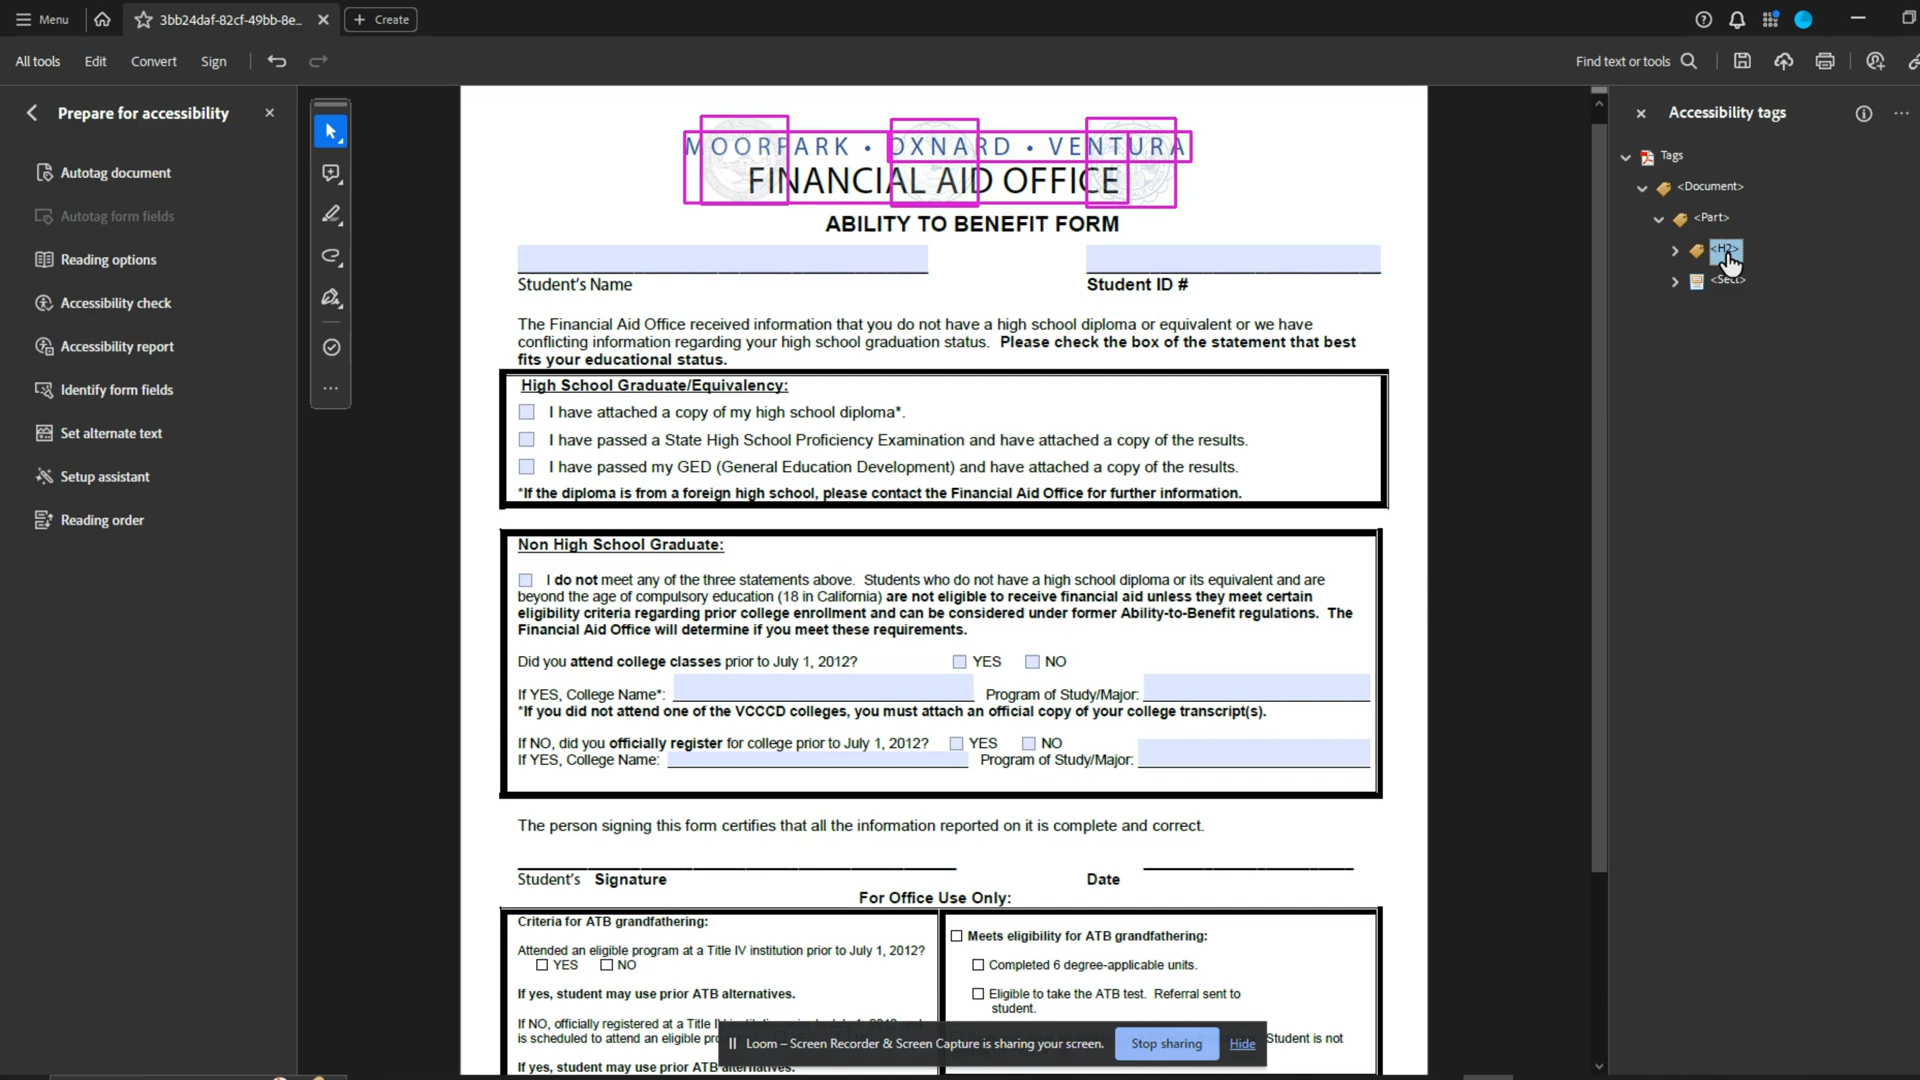 Menu
3bb24daf-82cf-49bb-8e...
Create
All tools
Edit
Convert
Sign
Find text or tools
Prepare for accessibility
Autotag document
Autotag form fields
Reading options
Accessibility check
Accessibility report
Identify form fields
Set alternate text
Setup assistant
Reading order
MOORPARK • OXNARD • VENTURA
FINANCIAL AID OFFICE
ABILITY TO BENEFIT FORM
Student's Name
Student ID #
The Financial Aid Office received information that you do not have a high school diploma or equivalent or we have
conflicting information regarding your high school graduation status. Please check the box of the statement that best
fits your educational status.
High School Graduate/Equivalency:
I have attached a copy of my high school diploma*.
I have passed a State High School Proficiency Examination and have attached a copy of the results.
I have passed my GED (General Education Development) and have attached a copy of the results.
*If the diploma is from a foreign high school, please contact the Financial Aid Office for further information.
Non High School Graduate:
I do not meet any of the three statements above. Students who do not have a high school diploma or its equivalent and are
beyond the age of compulsory education (18 in California) are not eligible to receive financial aid unless they meet certain
eligibility criteria regarding prior college enrollment and can be considered under former Ability-to-Benefit regulations. The
Financial Aid Office will determine if you meet these requirements.
Did you attend college classes prior to July 1, 2012? YES NO
If YES, College Name*: Program of Study/Major:
*If you did not attend one of the VCCCD colleges, you must attach an official copy of your college transcript(s).
If NO, did you officially register for college prior to July 1, 2012? YES NO
If YES, College Name: Program of Study/Major:
The person signing this form certifies that all the information reported on it is complete and correct.
Student's Signature
Date
For Office Use Only:
Criteria for ATB grandfathering:
Attended an eligible program at a Title IV institution prior to July 1, 2012?
YES NO
If yes, student may use prior ATB alternatives.
If NO, officially registered at a Title
is scheduled to attend an eligible
If yes, student may use prior ATB alternatives.
Meets eligibility for ATB grandfathering:
Completed 6 degree-applicable units.
Eligible to take the ATB test. Referral sent to
student.
Student is not
Loom – Screen Recorder & Screen Capture is sharing your screen.
Stop sharing
Hide
Accessibility tags
Tags
<Document>
<Part>
<H2>
<Sect>